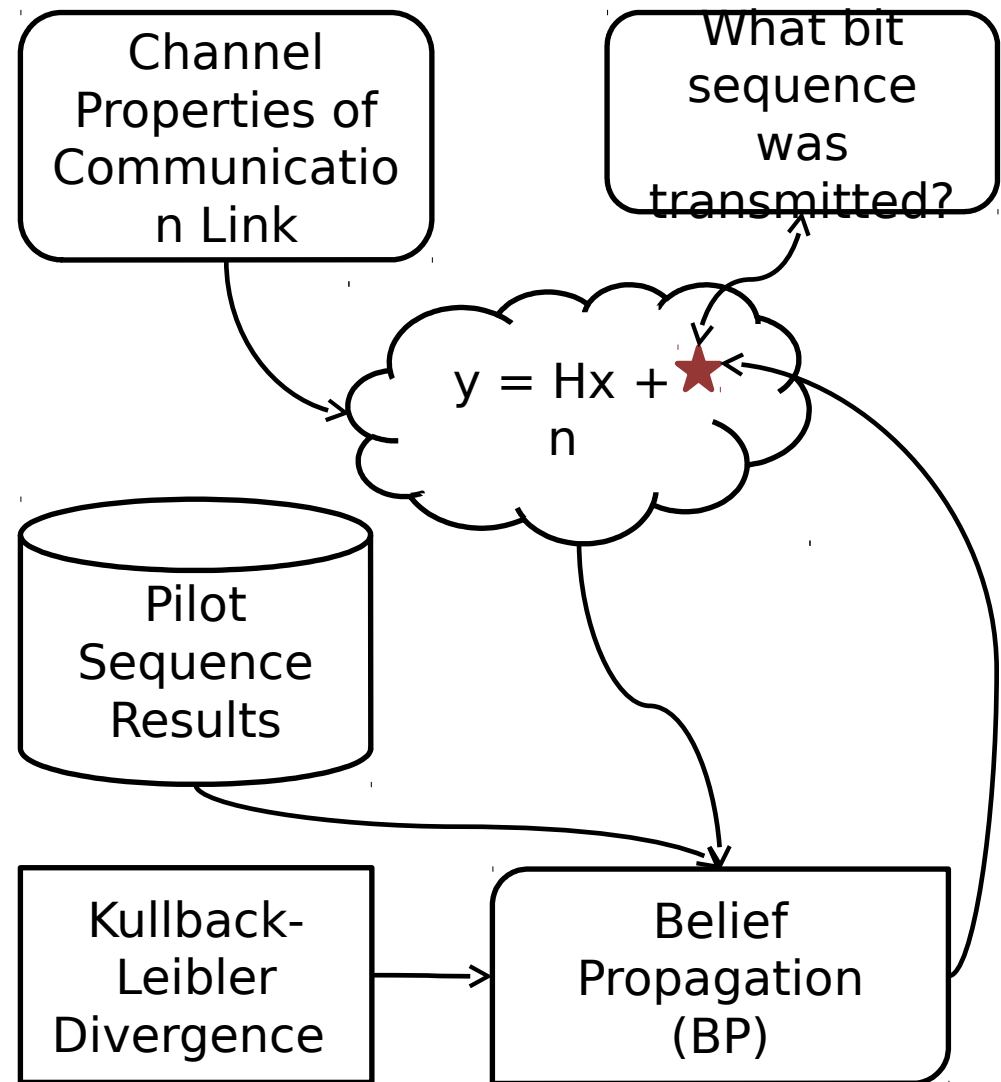 Channel
Properties of
Communicatio
n Link
What bit
sequence
was
transmitted?
y = Hx +
n
Pilot
Sequence
Results
Kullback-
Leibler
Divergence
Belief
Propagation
(BP)